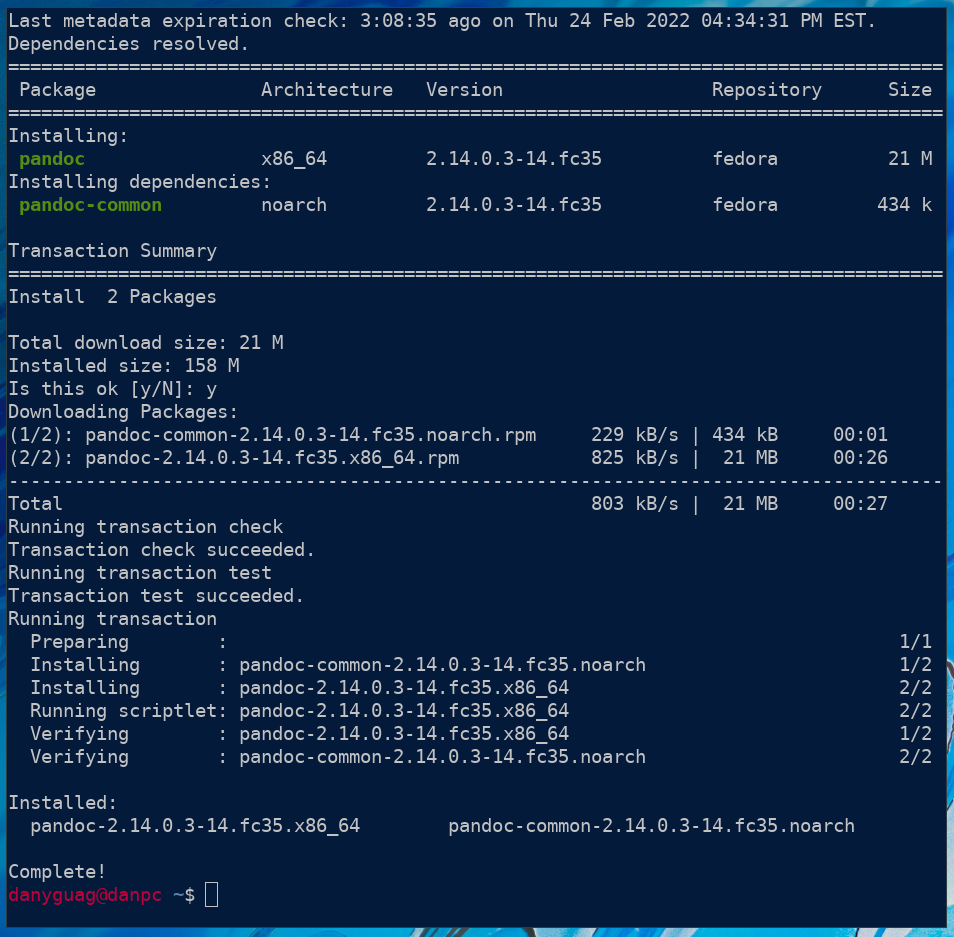 Last metadata expiration check: 3:08:35 ago on Thu 24 Feb 2022 04:34:31 PM EST.
Dependencies resolved.
=====================================================================================
 Package               Architecture   Version                   Repository      Size
=====================================================================================
Installing:
 pandoc                x86_64         2.14.0.3-14.fc35          fedora          21 M
Installing dependencies:
 pandoc-common         noarch         2.14.0.3-14.fc35          fedora         434 k

Transaction Summary
=====================================================================================
Install  2 Packages

Total download size: 21 M
Installed size: 158 M
Is this ok [y/N]: y
Downloading Packages:
(1/2): pandoc-common-2.14.0.3-14.fc35.noarch.rpm     229 kB/s | 434 kB     00:01
(2/2): pandoc-2.14.0.3-14.fc35.x86_64.rpm            825 kB/s |  21 MB     00:26
-------------------------------------------------------------------------------------
Total                                                803 kB/s |  21 MB     00:27
Running transaction check
Transaction check succeeded.
Running transaction test
Transaction test succeeded.
Running transaction
  Preparing        :                                                             1/1
  Installing       : pandoc-common-2.14.0.3-14.fc35.noarch                       1/2
  Installing       : pandoc-2.14.0.3-14.fc35.x86_64                              2/2
  Running scriptlet: pandoc-2.14.0.3-14.fc35.x86_64                              2/2
  Verifying        : pandoc-2.14.0.3-14.fc35.x86_64                              1/2
  Verifying        : pandoc-common-2.14.0.3-14.fc35.noarch                       2/2

Installed:
  pandoc-2.14.0.3-14.fc35.x86_64        pandoc-common-2.14.0.3-14.fc35.noarch

Complete!
danyguag@danpc ~$